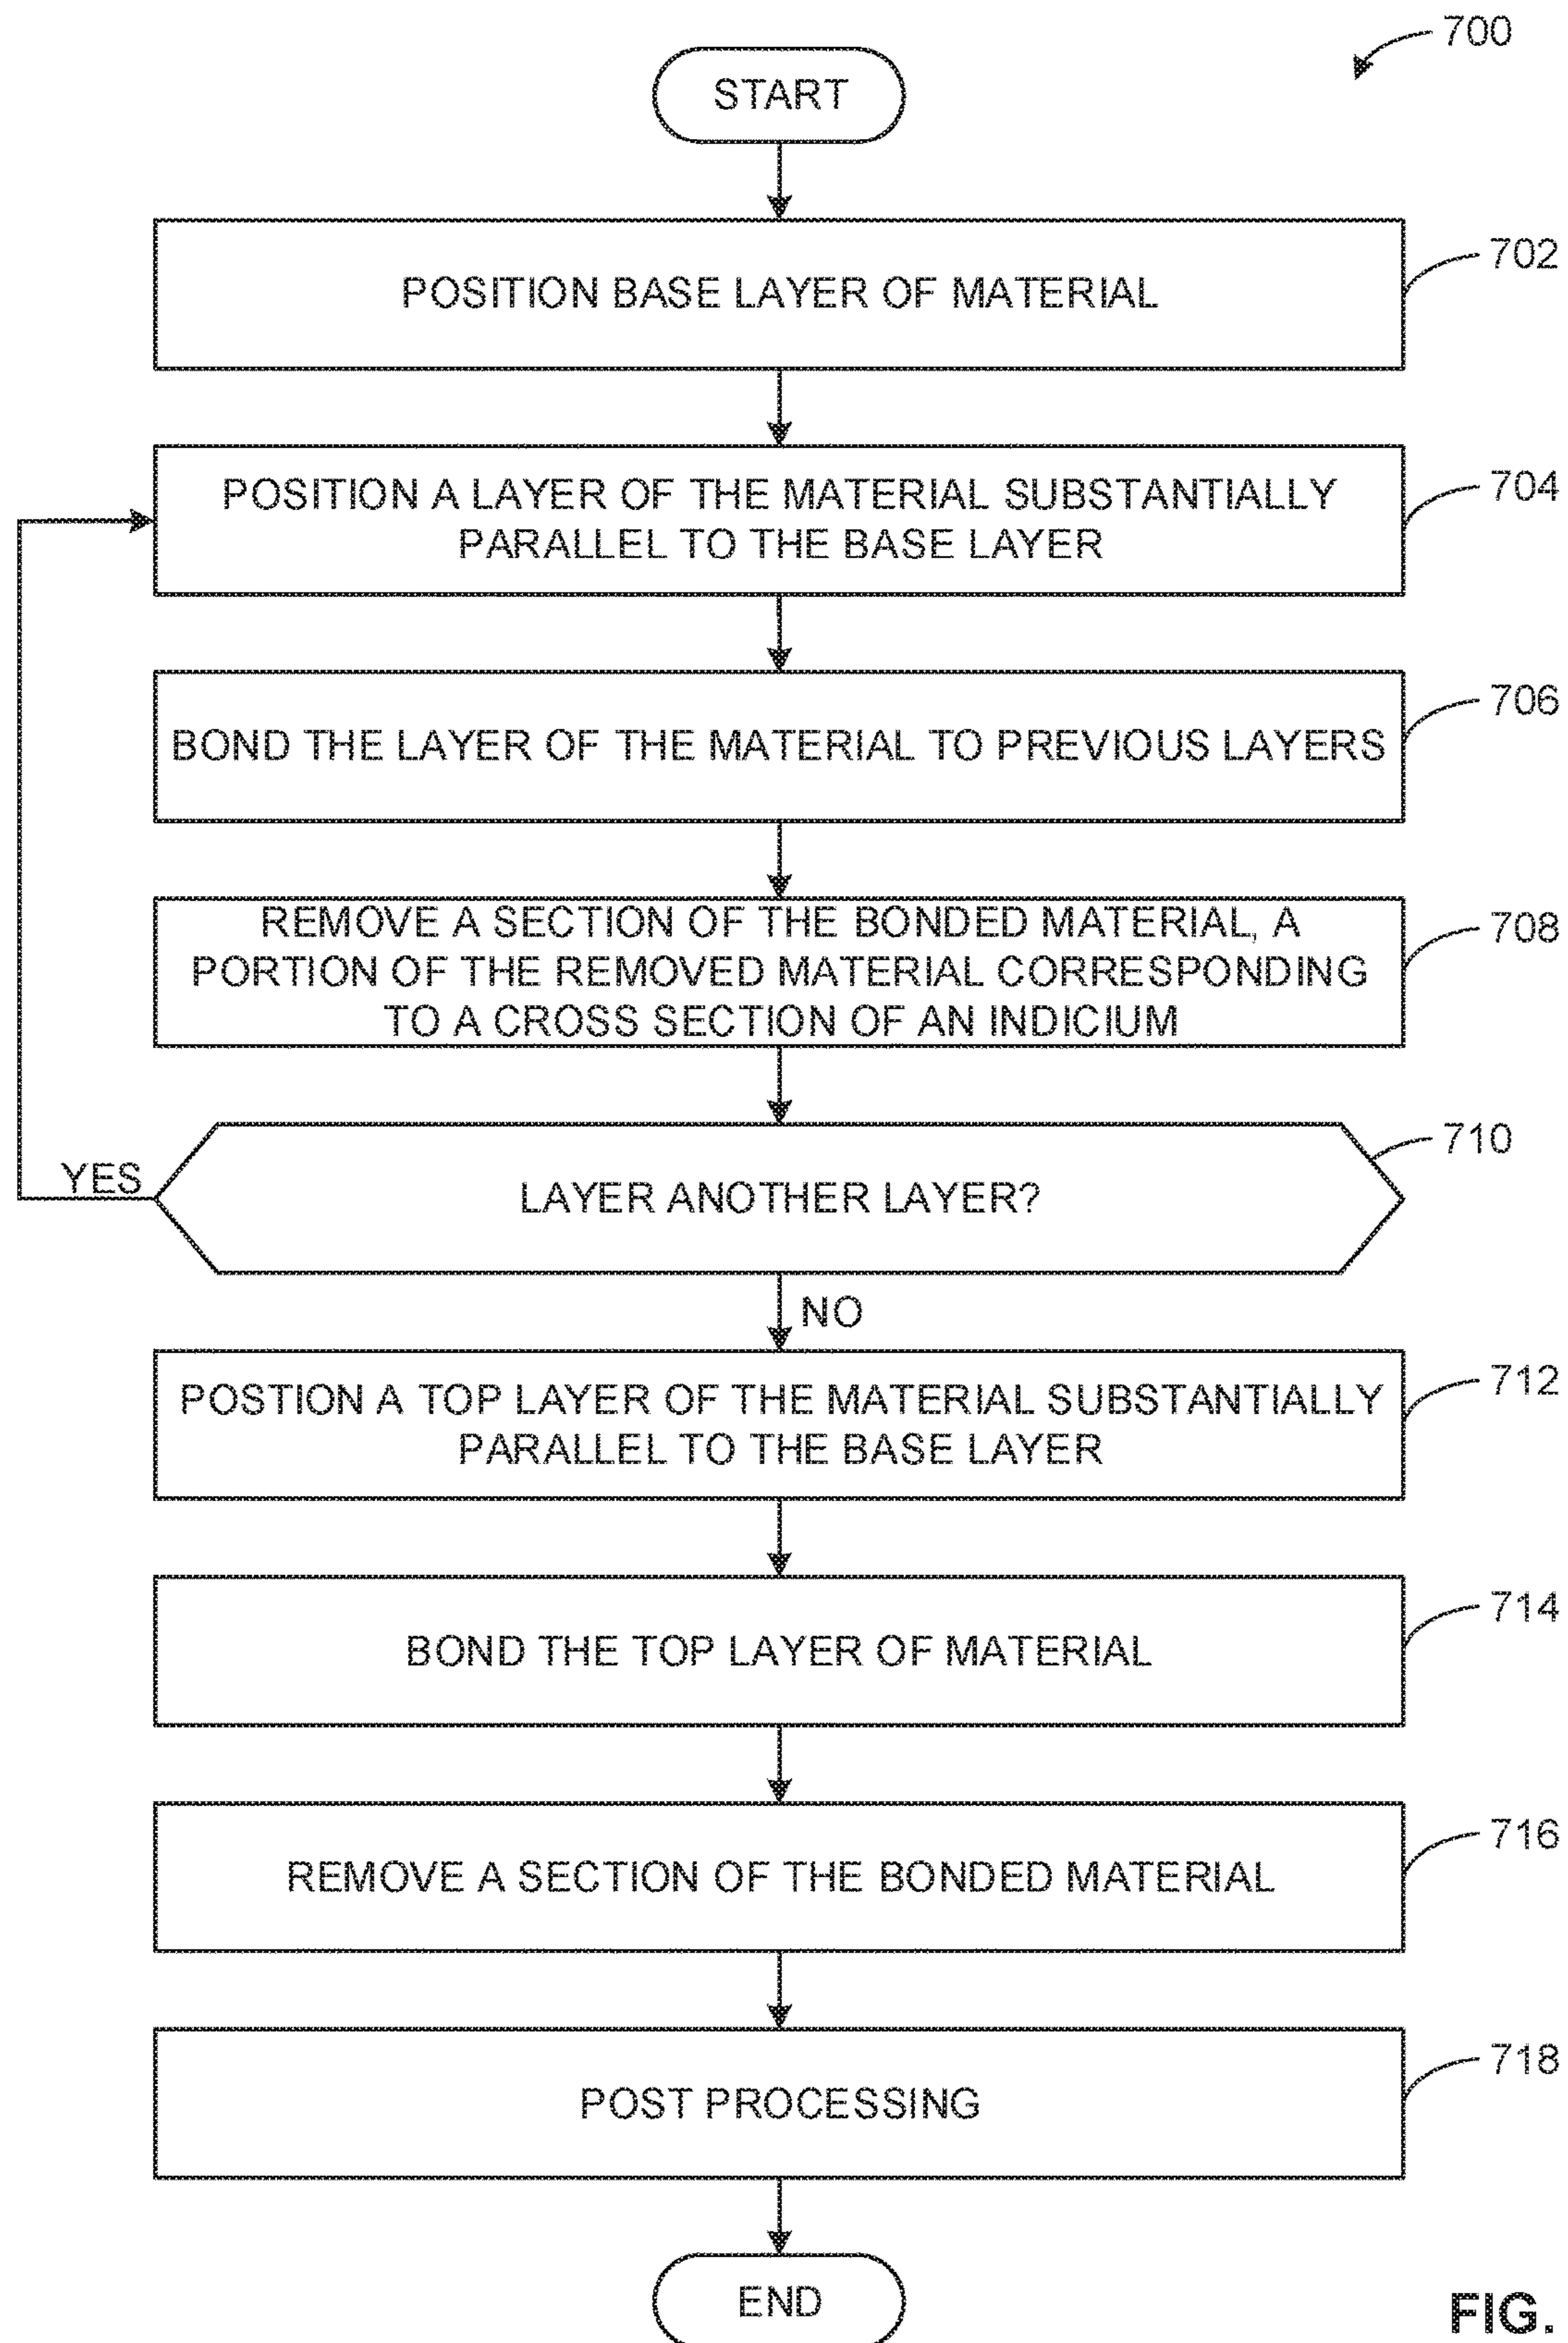 700
START
POSITION BASE LAYER OF MATERIAL
702
POSITION A LAYER OF THE MATERIAL SUBSTANTIALLY
PARALLEL TO THE BASE LAYER
704
BOND THE LAYER OF THE MATERIAL TO PREVIOUS LAYERS
706
REMOVE A SECTION OF THE BONDED MATERIAL, A
PORTION OF THE REMOVED MATERIAL CORRESPONDING
TO A CROSS SECTION OF AN INDICIUM
708
LAYER ANOTHER LAYER?
710
YES
NO
POSTION A TOP LAYER OF THE MATERIAL SUBSTANTIALLY
PARALLEL TO THE BASE LAYER
712
BOND THE TOP LAYER OF MATERIAL
714
REMOVE A SECTION OF THE BONDED MATERIAL
716
POST PROCESSING
718
END
FIG.